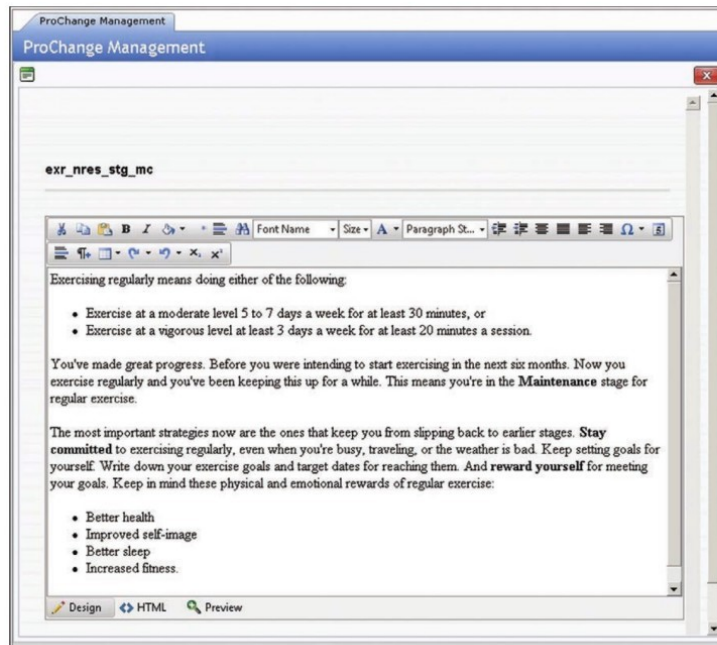 ProChange Management
ProChange Management
exr_nres_stg_mc
B I Font Name Size A Paragraph St... Ω
¶ X₁ X¹
Exercising regularly means doing either of the following:
• Exercise at a moderate level 5 to 7 days a week for at least 30 minutes, or
• Exercise at a vigorous level at least 3 days a week for at least 20 minutes a session.
You've made great progress. Before you were intending to start exercising in the next six months. Now you
exercise regularly and you've been keeping this up for a while. This means you're in the Maintenance stage for
regular exercise.
The most important strategies now are the ones that keep you from slipping back to earlier stages. Stay
committed to exercising regularly, even when you're busy, traveling, or the weather is bad. Keep setting goals for
yourself. Write down your exercise goals and target dates for reaching them. And reward yourself for meeting
your goals. Keep in mind these physical and emotional rewards of regular exercise:
• Better health
• Improved self-image
• Better sleep
• Increased fitness.
Design HTML Preview